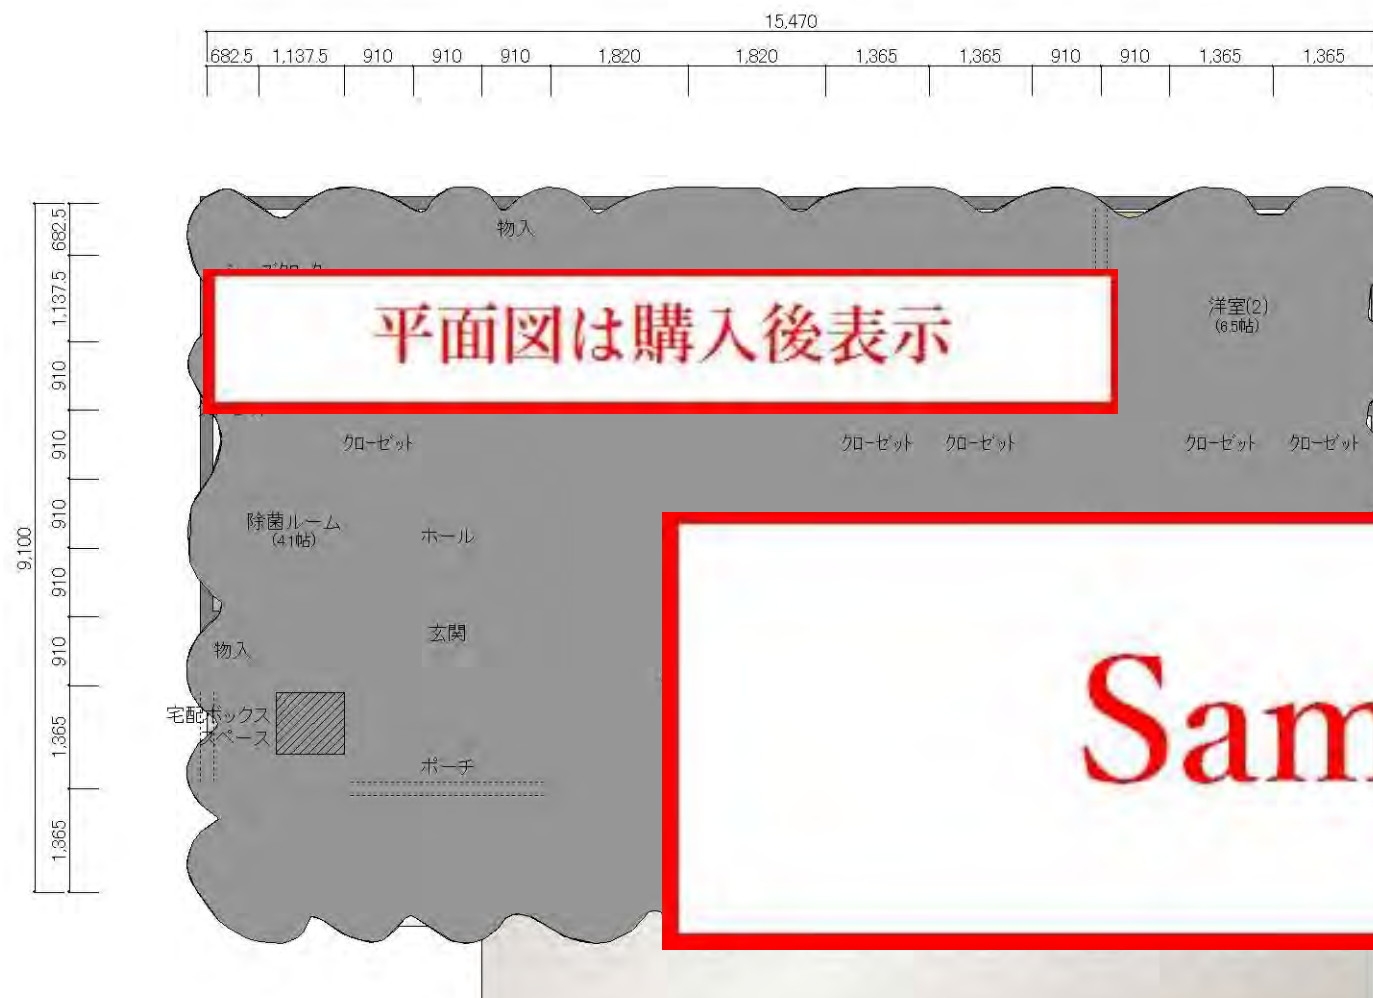 15,470
682.5 1,137.5 910 910 910 1,820 1,820 1,365 1,365 910 910 1,365 1,365
9,100
682.5
1,137.5
910
910
910
910
910
1,365
1,365
物入
平面図は購入後表示
洋室(2)
(6.5帖)
クローゼット
クローゼット
クローゼット
クローゼット
クローゼット
除菌ルーム
(4.1帖)
ホール
玄関
物入
宅配ボックス
スペース
ポーチ
Sam